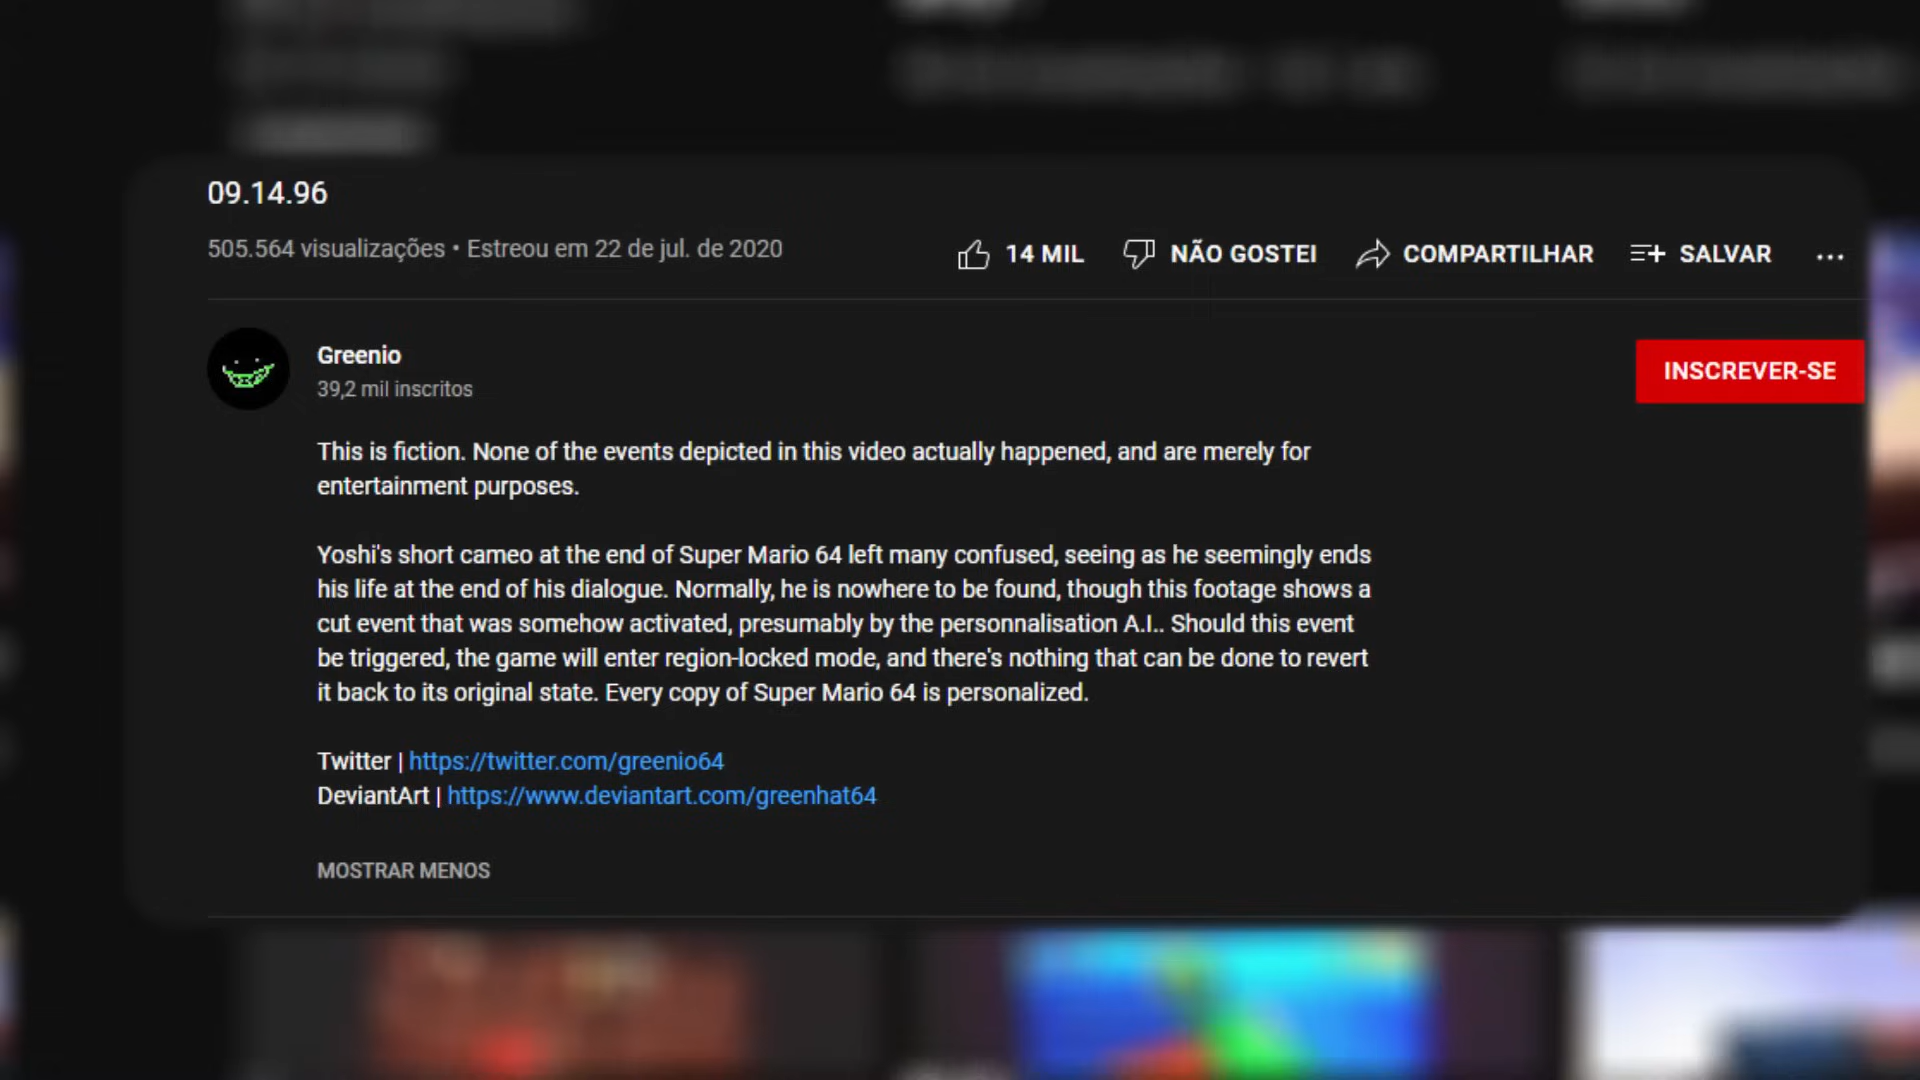 09.14.96
505.564 visualizações • Estreou em 22 de jul. de 2020
14 MIL
NÃO GOSTEI
COMPARTILHAR
SALVAR
Greenio
39,2 mil inscritos
INSCREVER-SE
This is fiction. None of the events depicted in this video actually happened, and are merely for
entertainment purposes.
Yoshi's short cameo at the end of Super Mario 64 left many confused, seeing as he seemingly ends
his life at the end of his dialogue. Normally, he is nowhere to be found, though this footage shows a
cut event that was somehow activated, presumably by the personnalisation A.I.. Should this event
be triggered, the game will enter region-locked mode, and there's nothing that can be done to revert
it back to its original state. Every copy of Super Mario 64 is personalized.
Twitter | https://twitter.com/greenio64
DeviantArt | https://www.deviantart.com/greenhat64
MOSTRAR MENOS